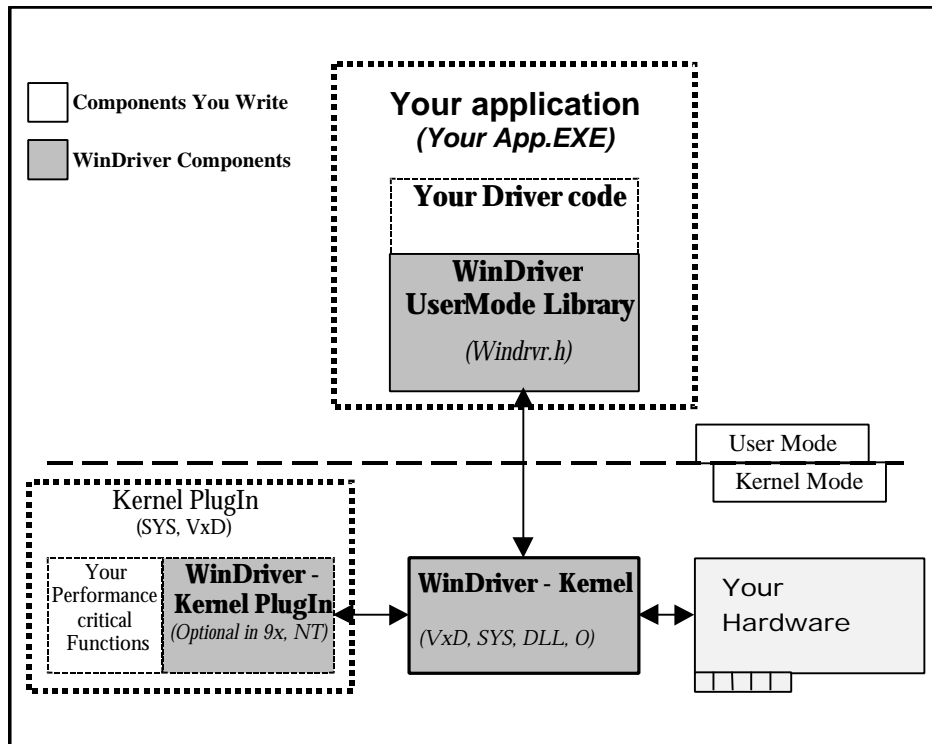 Components You Write
WinDriver Components
Your application
(Your App.EXE)
Your Driver code
WinDriver
UserMode Library
(Windrvr.h)
User Mode
Kernel Mode
Kernel PlugIn
(SYS, VxD)
Your
Performance
critical
Functions
WinDriver -
Kernel PlugIn
(Optional in 9x, NT)
WinDriver - Kernel
(VxD, SYS, DLL, O)
Your
Hardware